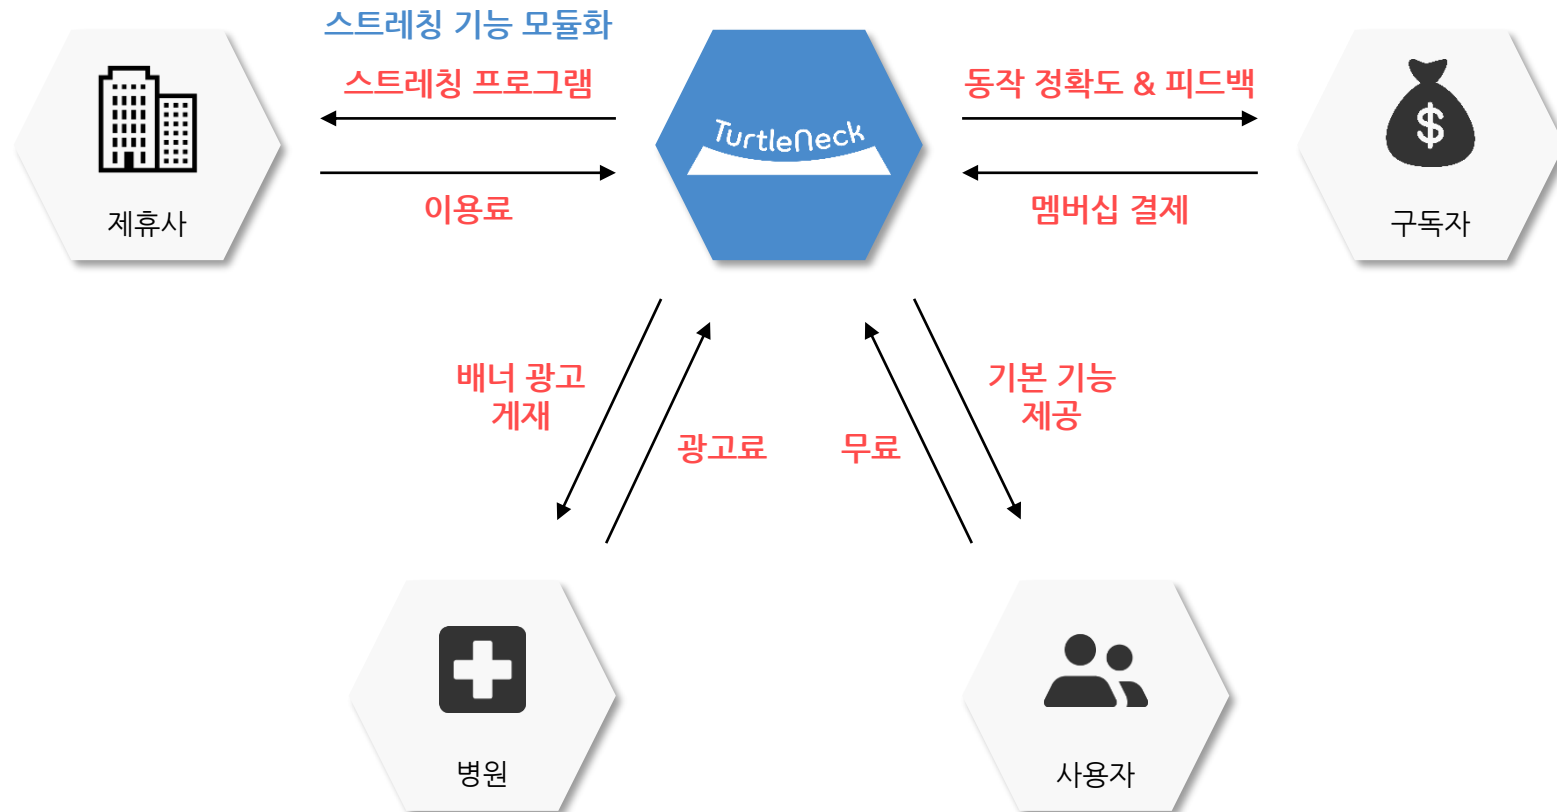 스트레칭 기능 모듈화
스트레칭 프로그램
이용료
제휴사
TurtleNeck
동작 정확도 & 피드백
멤버십 결제
$
구독자
배너 광고
게재
광고료
무료
기본 기능
제공
병원
사용자